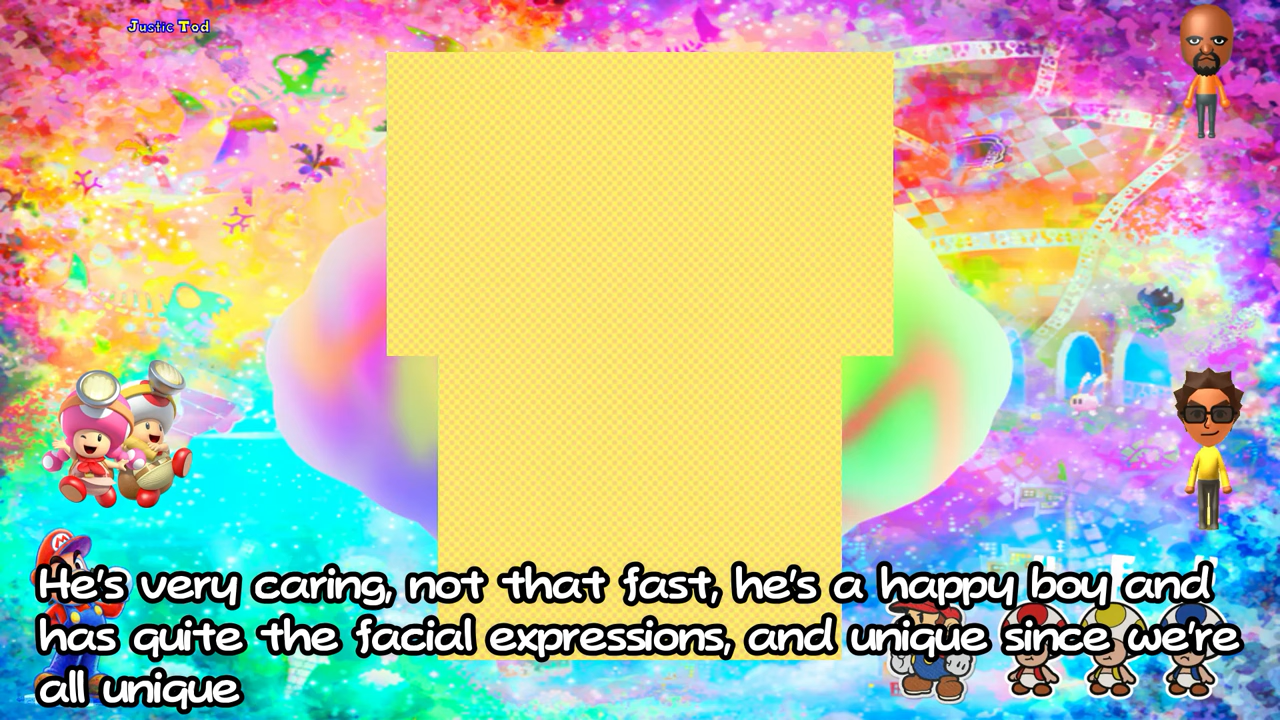 Justic Tod
He's very caring, not that fast, he's a happy boy and
has quite the facial expressions, and unique since we're
all unique